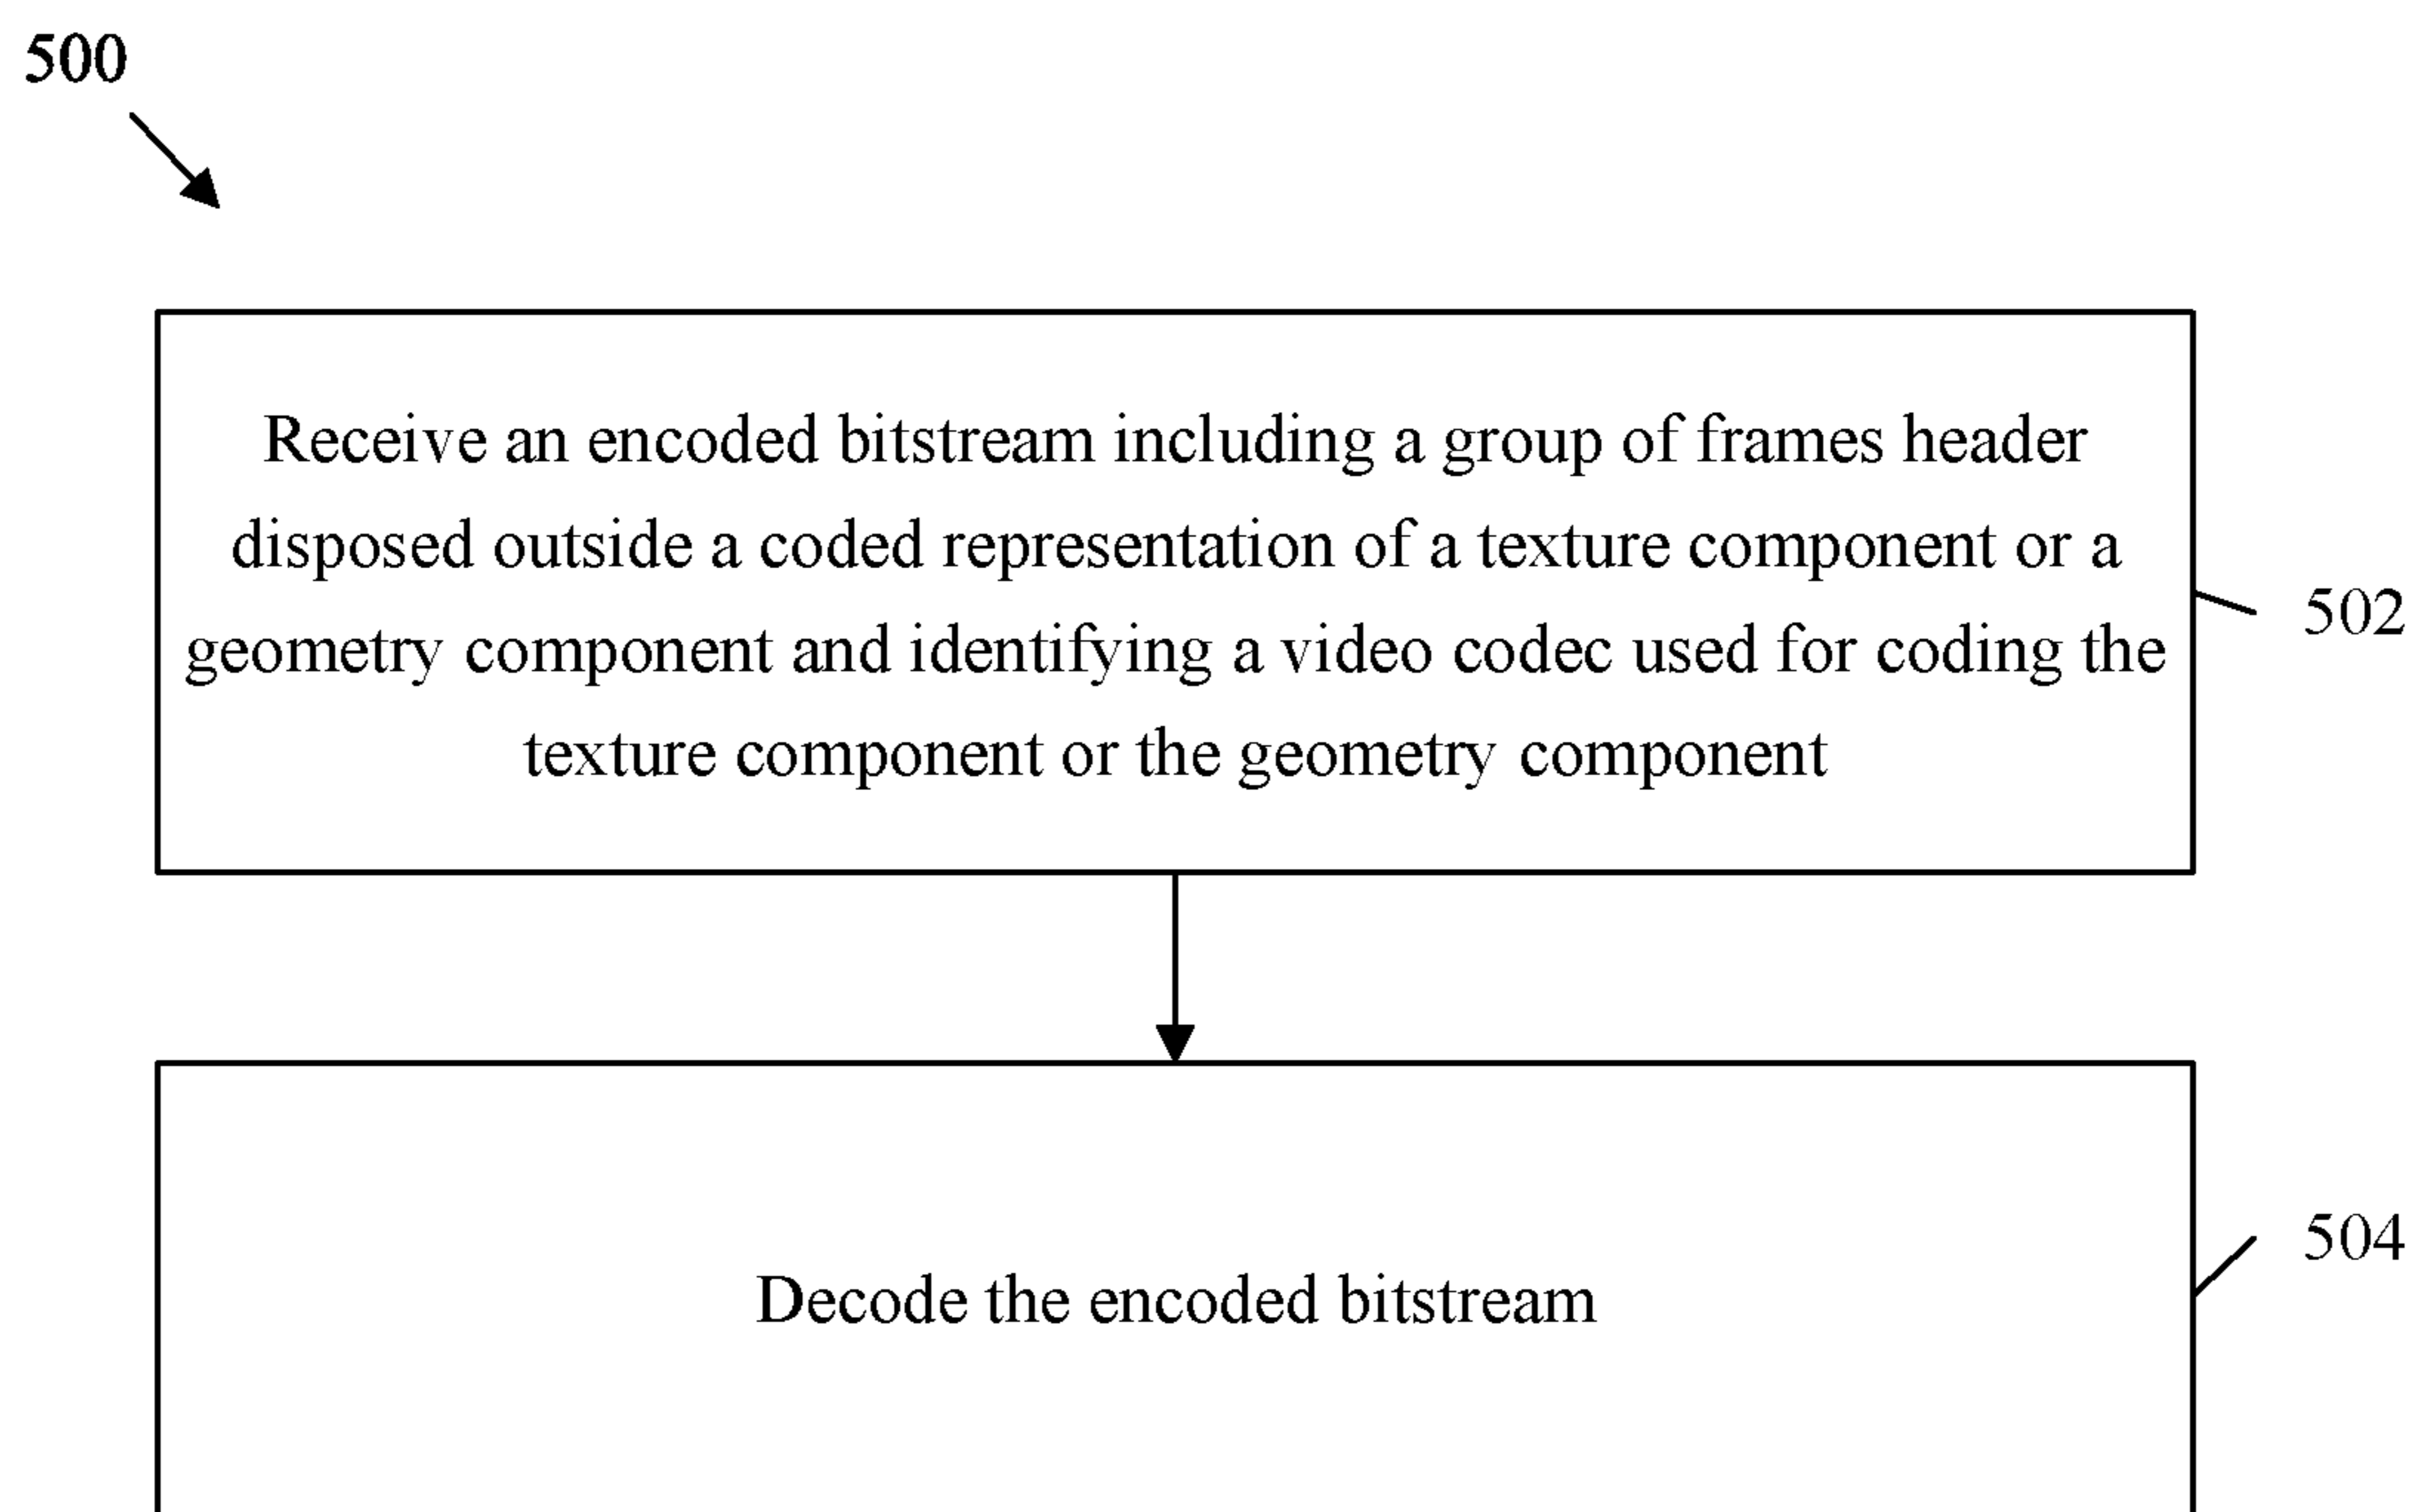 500
Receive an encoded bitstream including a group of frames header
disposed outside a coded representation of a texture component or a
geometry component and identifying a video codec used for coding the
texture component or the geometry component
502
504
Decode the encoded bitstream